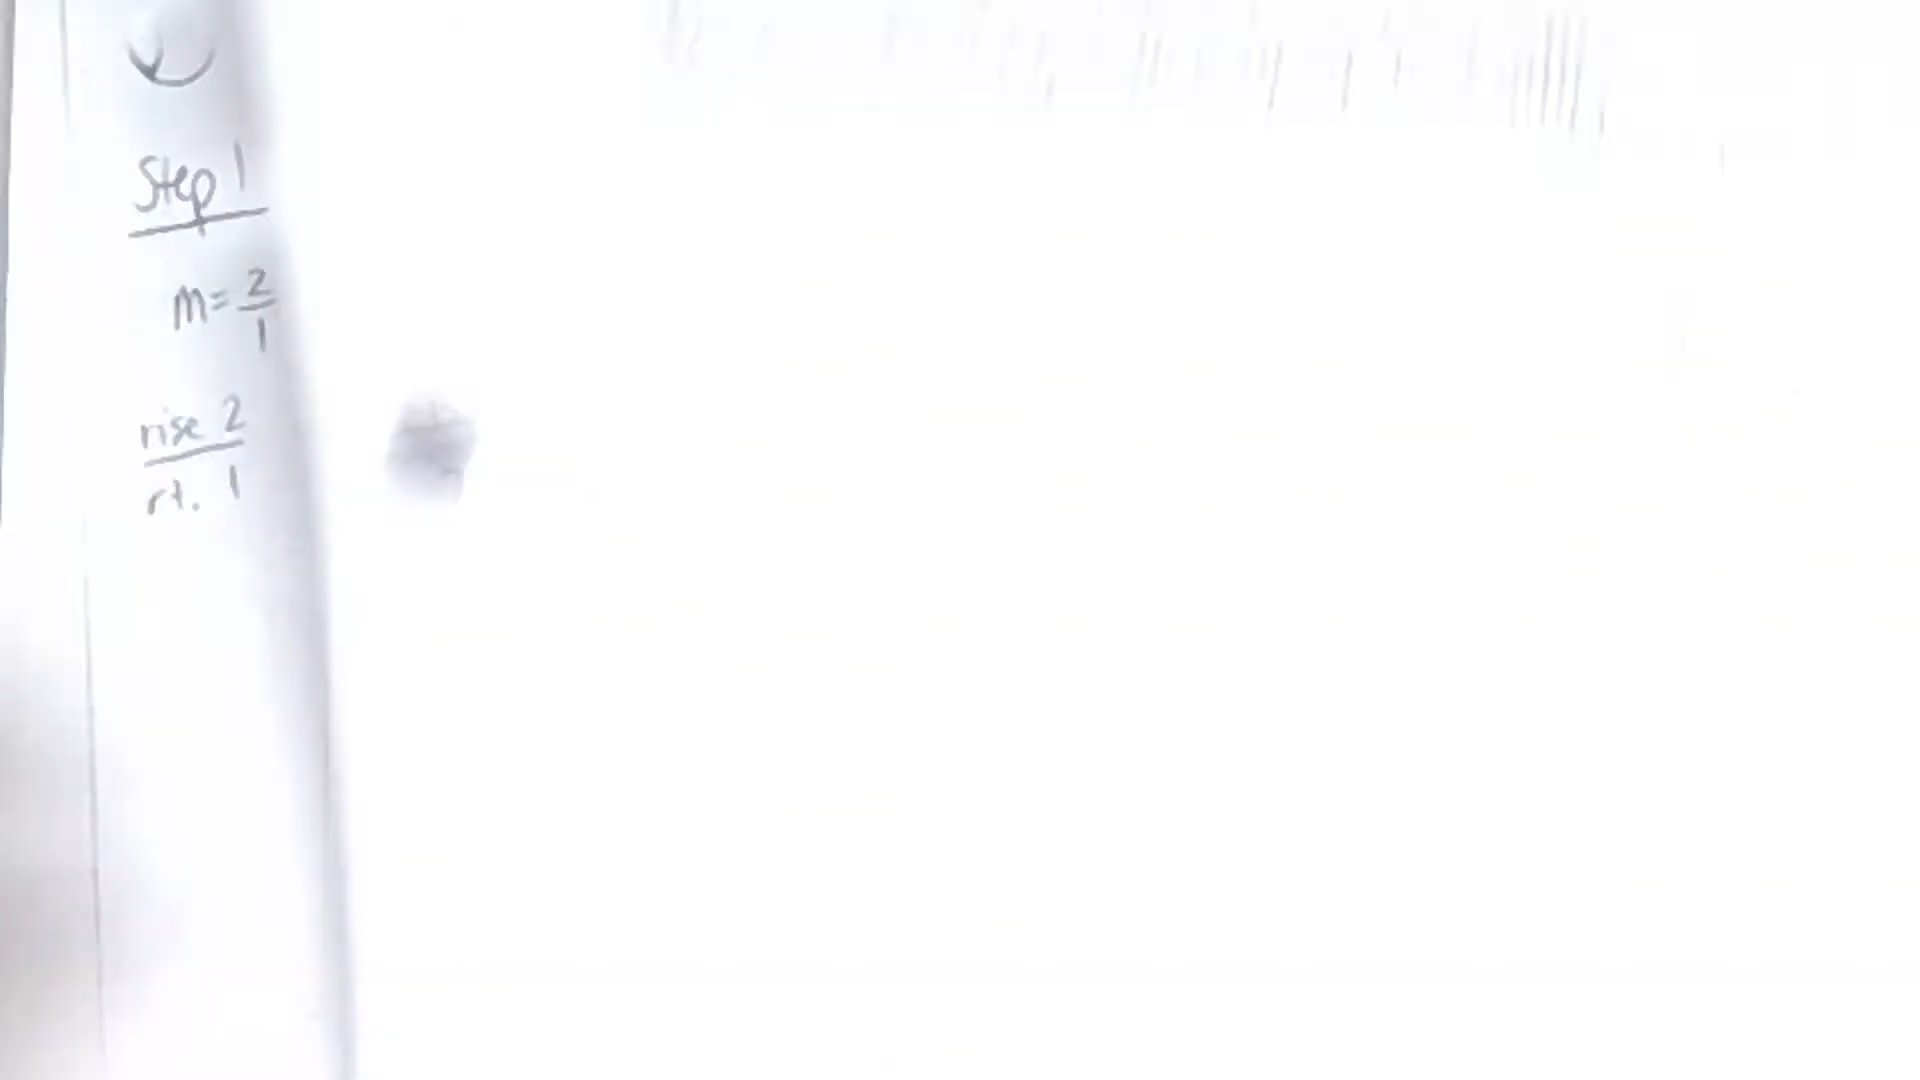 Step 1
m = 2/1
rise 2
rt. 1